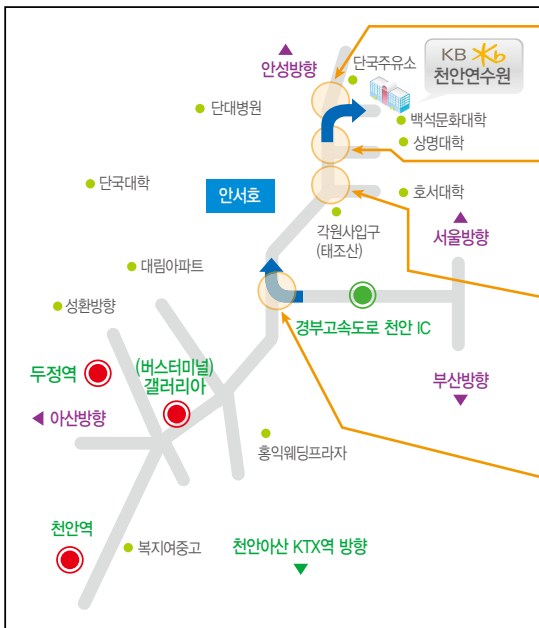 안성방향
단국주유소
KB Kb
천안연수원
단대병원
백석문화대학
상명대학
단국대학
안서호
호서대학
각원사입구
(태조산)
서울방향
대림아파트
성환방향
경부고속도로 천안 IC
두정역
(버스터미널)
갤러리아
부산방향
아산방향
홍익웨딩프라자
천안역
복지여중고
천안아산 KTX역 방향